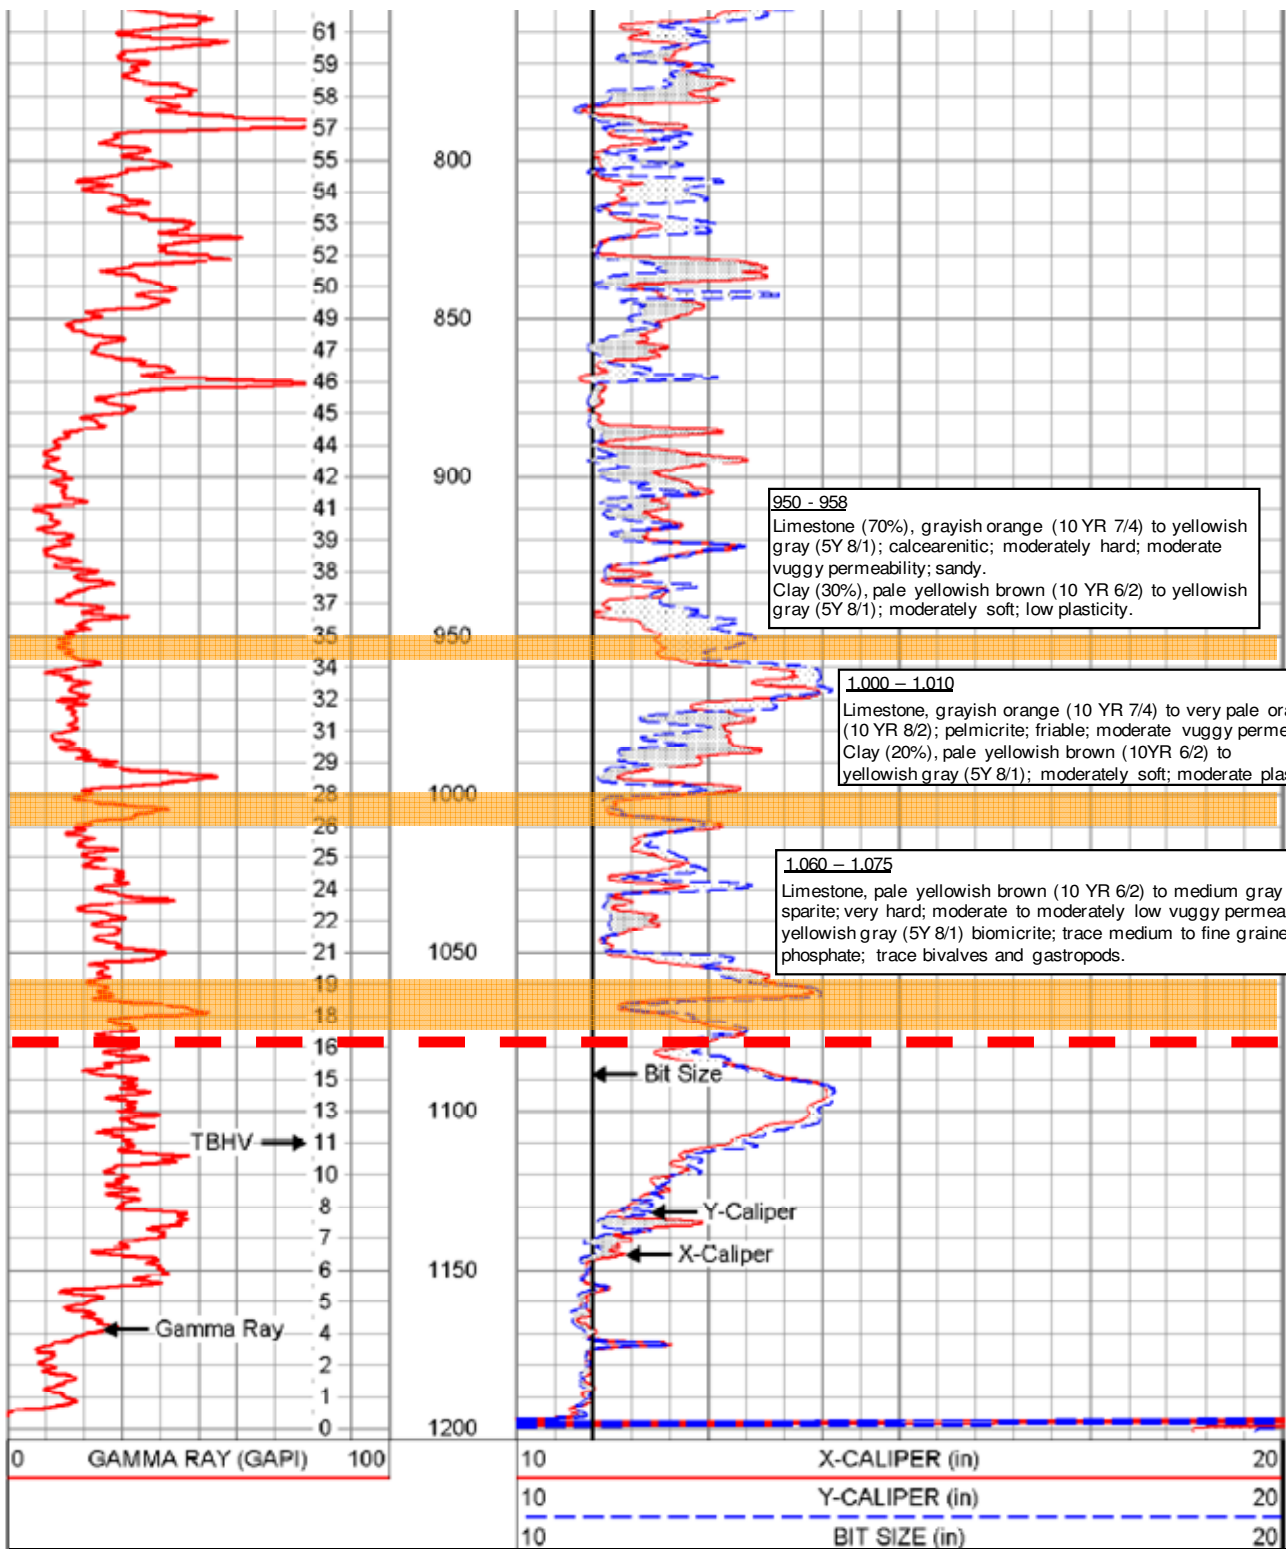 61
59
58
57
55
800
54
53
52
50
49
850
47
46
45
44
42
900
41
39
38
37
35
950
34
32
31
29
28
1000
26
25
24
22
21
1050
19
18
16
15
13
1100
11
10
8
7
6
1150
5
4
2
1
0
1200
950 - 958
Limestone (70%), grayish orange (10 YR 7/4) to yellowish
gray (5Y 8/1); calcearenitic; moderately hard; moderate
vuggy permeability; sandy.
Clay (30%), pale yellowish brown (10 YR 6/2) to yellowish
gray (5Y 8/1); moderately soft; low plasticity.
1,000 – 1,010
Limestone, grayish orange (10 YR 7/4) to very pale ora
(10 YR 8/2); pelmicrite; friable; moderate vuggy perme
Clay (20%), pale yellowish brown (10YR 6/2) to
yellowish gray (5Y 8/1); moderately soft; moderate plas
1,060 – 1,075
Limestone, pale yellowish brown (10 YR 6/2) to medium gray
sparite; very hard; moderate to moderately low vuggy permea
yellowish gray (5Y 8/1) biomicrite; trace medium to fine graine
phosphate; trace bivalves and gastropods.
Bit Size
TBHV
Y-Caliper
X-Caliper
Gamma Ray
0 GAMMA RAY (GAPI) 100
10 X-CALIPER (in) 20
10 Y-CALIPER (in) 20
10 BIT SIZE (in) 20